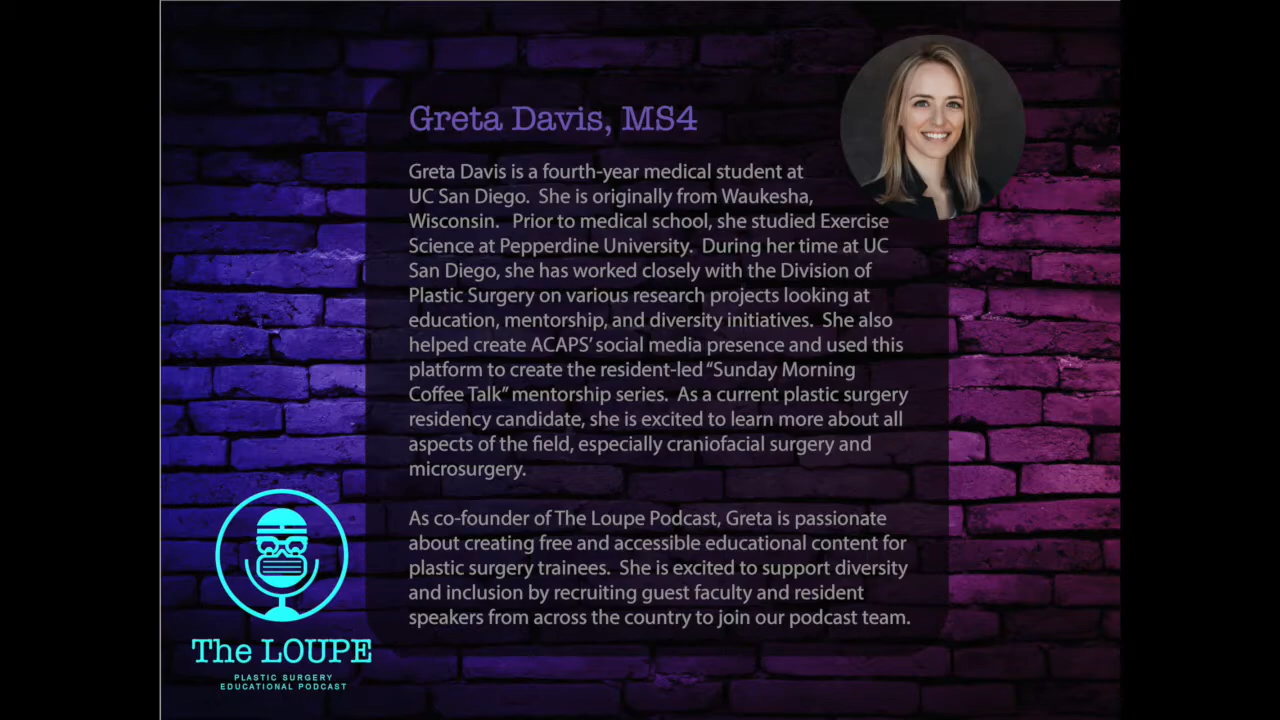 Greta Davis, MS4
Greta Davis is a fourth-year medical student at
UC San Diego. She is originally from Waukesha,
Wisconsin. Prior to medical school, she studied Exercise
Science at Pepperdine University. During her time at UC
San Diego, she has worked closely with the Division of
Plastic Surgery on various research projects looking at
education, mentorship, and diversity initiatives. She also
helped create ACAPS’ social media presence and used this
platform to create the resident-led “Sunday Morning
Coffee Talk” mentorship series. As a current plastic surgery
residency candidate, she is excited to learn more about all
aspects of the field, especially craniofacial surgery and
microsurgery.
As co-founder of The Loupe Podcast, Greta is passionate
about creating free and accessible educational content for
plastic surgery trainees. She is excited to support diversity
and inclusion by recruiting guest faculty and resident
speakers from across the country to join our podcast team.
The LOUPE
PLASTIC SURGERY
EDUCATIONAL PODCAST